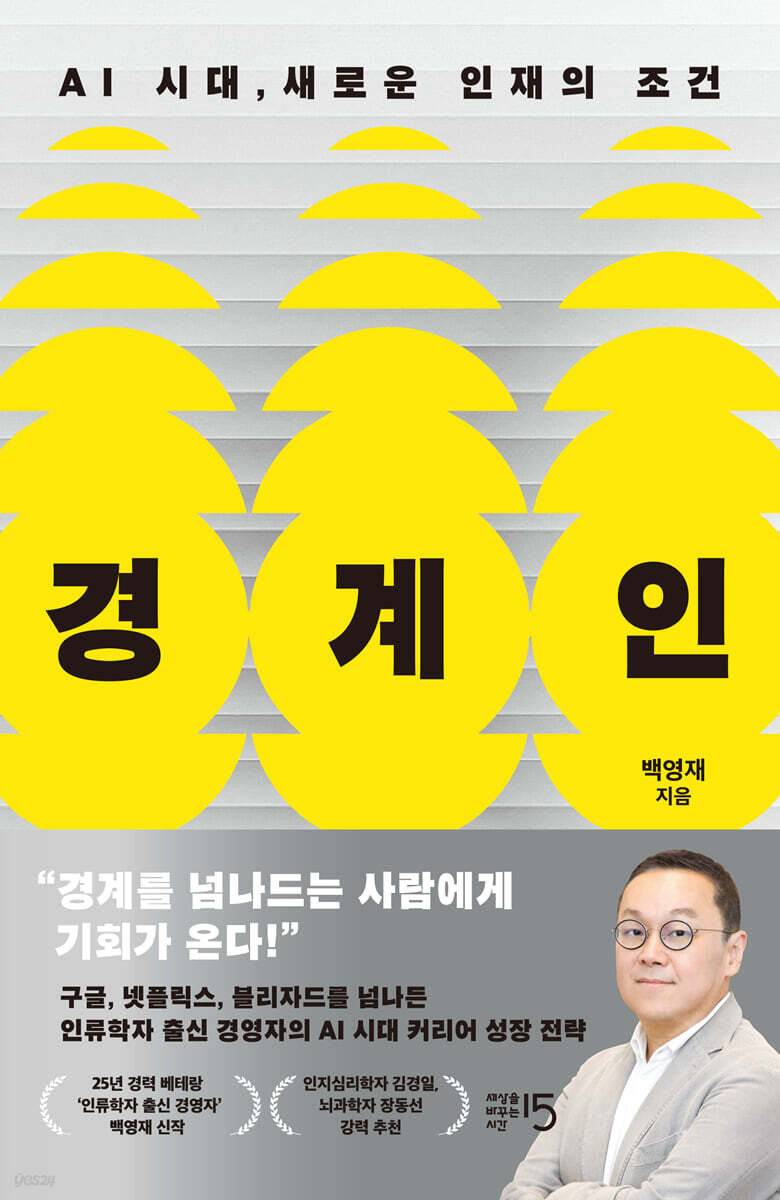 AI 시대, 새로운 인재의 조건
경계인
백영재
지음
“경계를 넘나드는 사람에게
기회가 온다!”
구글, 넷플릭스, 블리자드를 넘나든
인류학자 출신 경영자의 AI 시대 커리어 성장 전략
25년 경력 베테랑
‘인류학자 출신 경영자’
백영재 신작
인지심리학자 김경일,
뇌과학자 장동선
강력 추천
세상을
바꾸는
시간
15
yes24